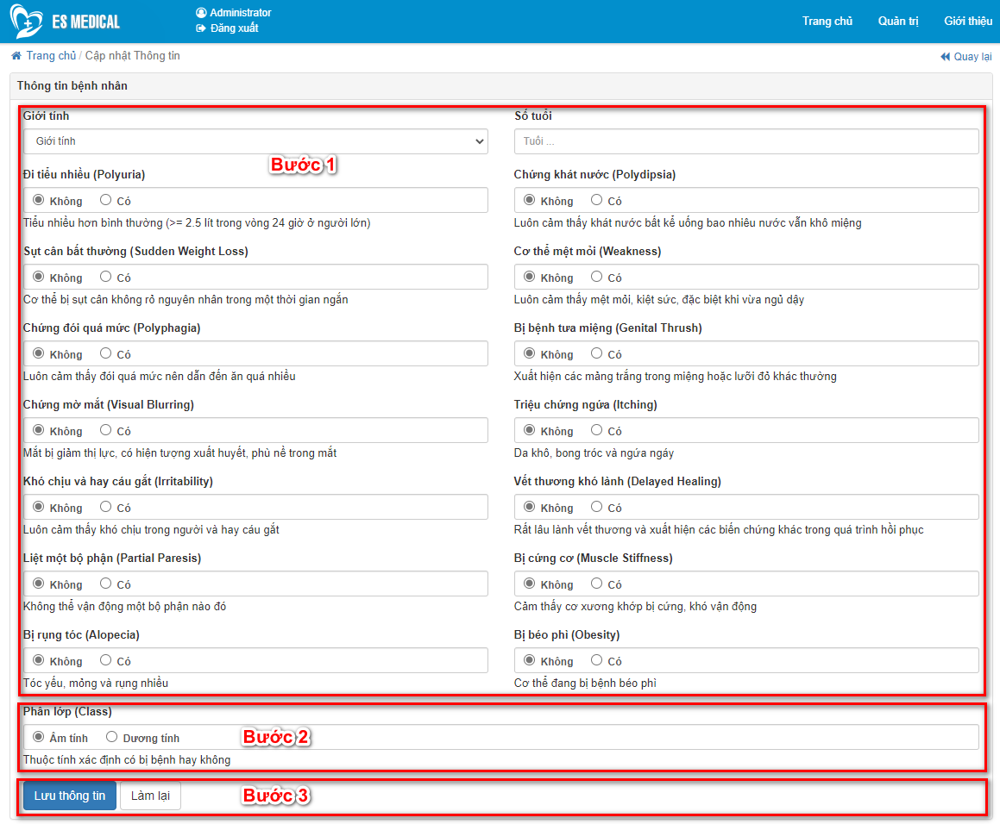 ES MEDICAL
Administrator
Đăng xuất
Trang chủ Quản trị Giới thiệu
Trang chủ / Cập nhật Thông tin
Quay lại
Thông tin bệnh nhân
Giới tính
Số tuổi
Giới tính
Tuổi ...
Bước 1
Đi tiểu nhiều (Polyuria)
Chứng khát nước (Polydipsia)
Không Có
Không Có
Tiểu nhiều hơn bình thường (>= 2.5 lít trong vòng 24 giờ ở người lớn)
Luôn cảm thấy khát nước bất kể uống bao nhiêu nước vẫn khô miệng
Sụt cân bất thường (Sudden Weight Loss)
Cơ thể mệt mỏi (Weakness)
Không Có
Không Có
Cơ thể bị sụt cân không rõ nguyên nhân trong một thời gian ngắn
Luôn cảm thấy mệt mỏi, kiệt sức, đặc biệt khi vừa ngủ dậy
Chứng đói quá mức (Polyphagia)
Bị bệnh tưa miệng (Genital Thrush)
Không Có
Không Có
Luôn cảm thấy đói quá mức nên dẫn đến ăn quá nhiều
Xuất hiện các mảng trắng trong miệng hoặc lưỡi đỏ khác thường
Chứng mờ mắt (Visual Blurring)
Triệu chứng ngứa (Itching)
Không Có
Không Có
Mắt bị giảm thị lực, có hiện tượng xuất huyết, phù nề trong mắt
Da khô, bong tróc và ngứa ngáy
Khó chịu và hay cáu gắt (Irritability)
Vết thương khó lành (Delayed Healing)
Không Có
Không Có
Luôn cảm thấy khó chịu trong người và hay cáu gắt
Rất lâu lành vết thương và xuất hiện các biến chứng khác trong quá trình hồi phục
Liệt một bộ phận (Partial Paresis)
Bị cứng cơ (Muscle Stiffness)
Không Có
Không Có
Không thể vận động một bộ phận nào đó
Cảm thấy cơ xương khớp bị cứng, khó vận động
Bị rụng tóc (Alopecia)
Bị béo phì (Obesity)
Không Có
Không Có
Tóc yếu, mỏng và rụng nhiều
Cơ thể đang bị bệnh béo phì
Phân lớp (Class)
Âm tính Dương tính
Bước 2
Thuộc tính xác định có bị bệnh hay không
Lưu thông tin Làm lại
Bước 3